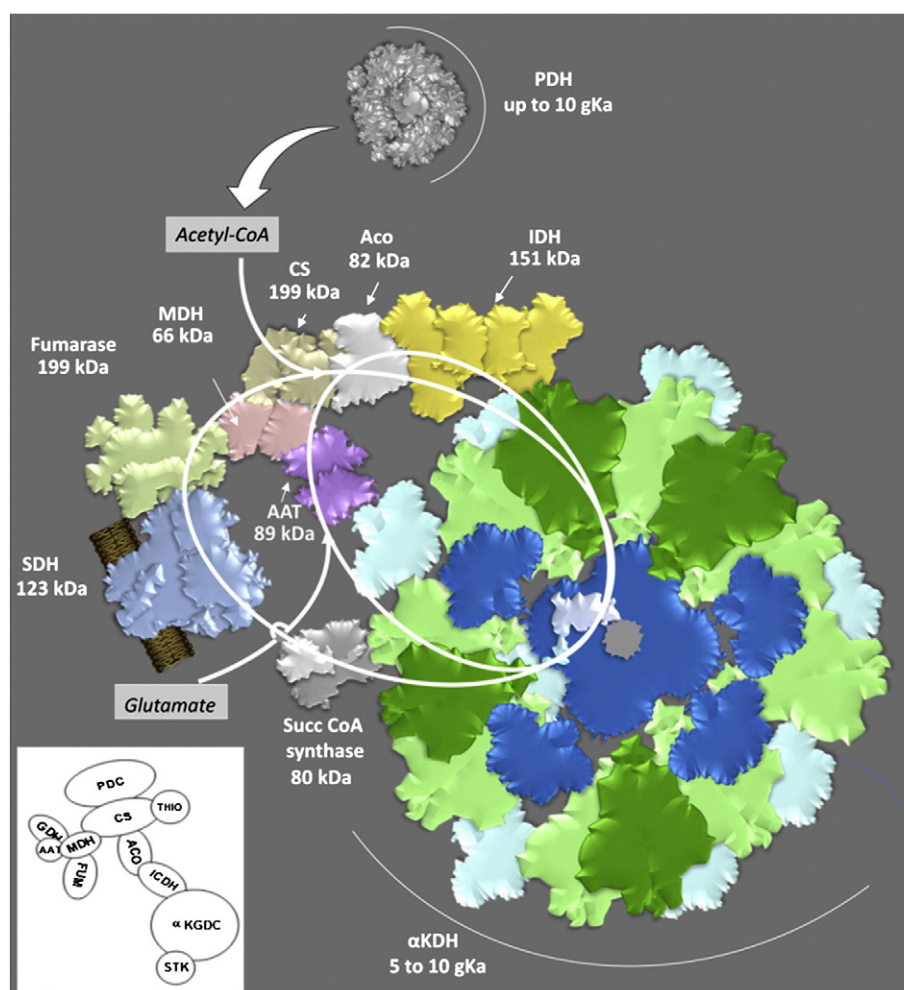 PDH
up to 10 gKa
Acetyl-CoA
Aco
82 kDa
IDH
151 kDa
CS
199 kDa
MDH
66 kDa
Fumarase
199 kDa
AAT
89 kDa
SDH
123 kDa
Glutamate
Succ CoA
synthase
80 kDa
αKDH
5 to 10 gKa
PDC
CS
THIO
GDH
AAT
MDH
FUM
ACO
ICDH
α KGDC
STK